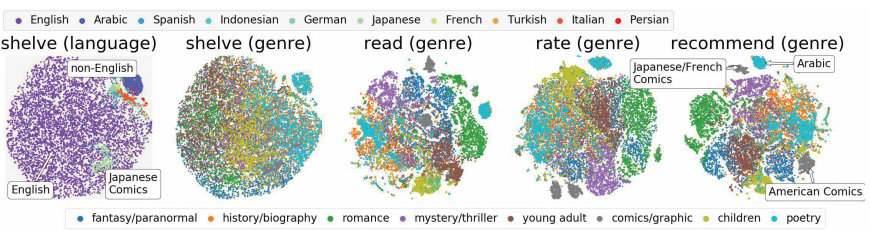 English Arabic Spanish Indonesian German Japanese French Turkish Italian Persian
shelve (language) shelve (genre) read (genre) rate (genre) recommend (genre)
non-English
Japanese/French
Comics
Arabic
English
Japanese
Comics
American Comics
fantasy/paranormal history/biography romance mystery/thriller young adult comics/graphic children poetry